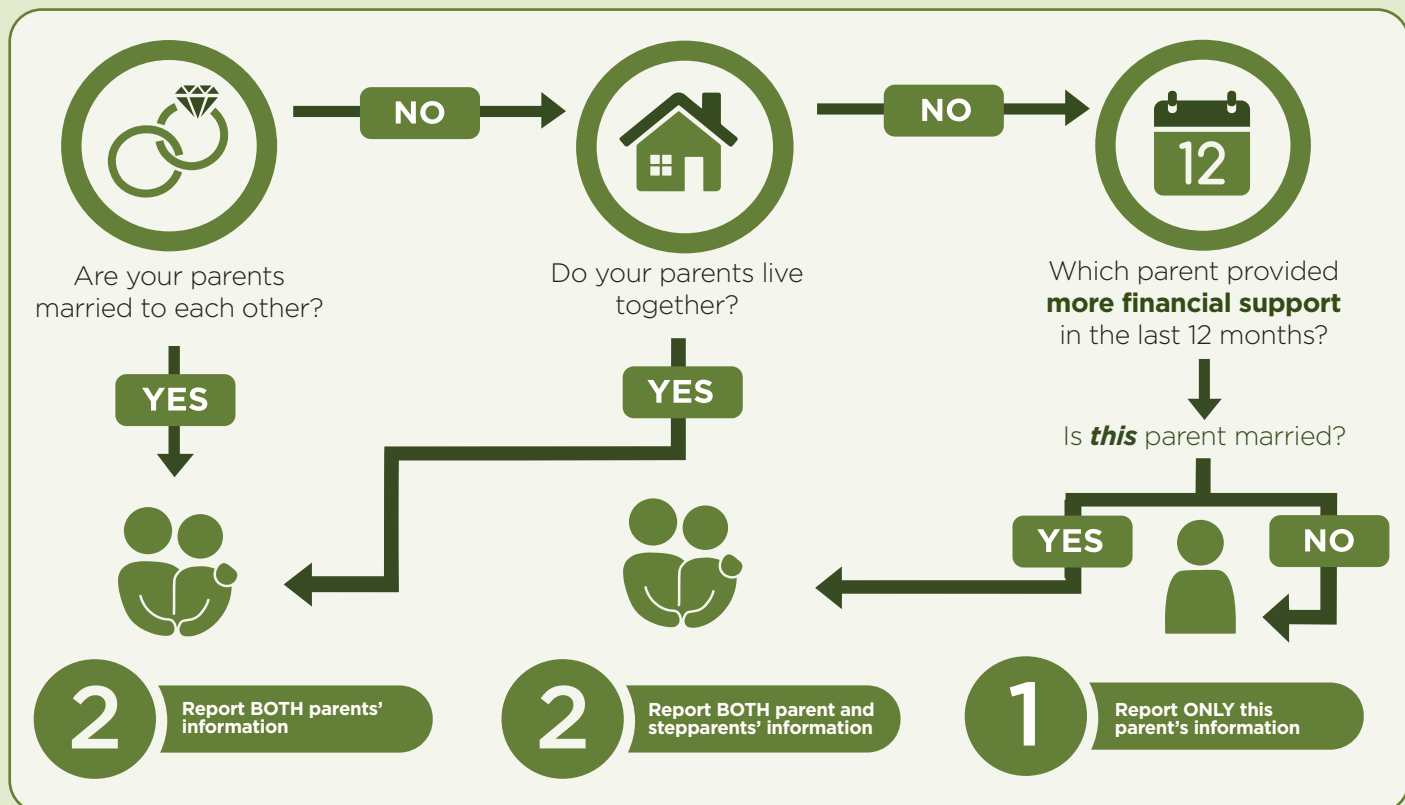 NO
NO
12
Are your parents
married to each other?
Do your parents live
together?
Which parent provided
more financial support
in the last 12 months?
YES
YES
Is this parent married?
YES
NO
2
Report BOTH parents'
information
2
Report BOTH parent and
stepparents' information
1
Report ONLY this
parent's information